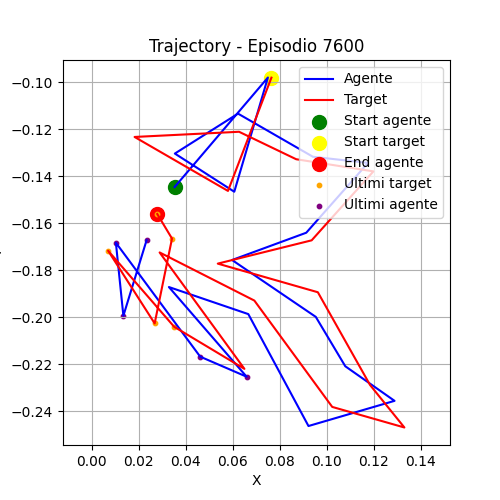 Trajectory - Episodio 7600
Agente
Target
Start agente
Start target
End agente
Ultimi target
Ultimi agente
−0.10
−0.12
−0.14
−0.16
−0.18
−0.20
−0.22
−0.24
0.00
0.02
0.04
0.06
0.08
0.10
0.12
0.14
X